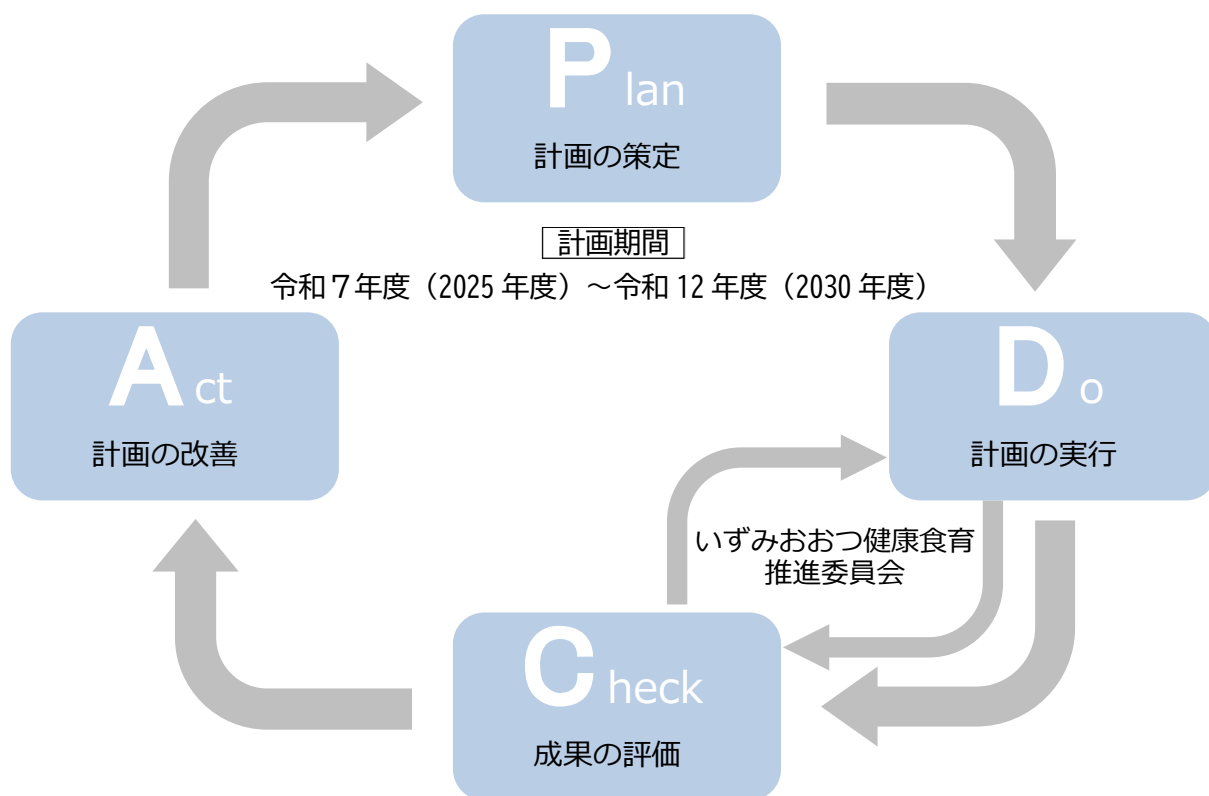 Plan
計画の策定
計画期間
令和７年度（2025 年度）～令和 12 年度（2030 年度）
Act
計画の改善
Do
計画の実行
いずみおおつ健康食育
推進委員会
Check
成果の評価